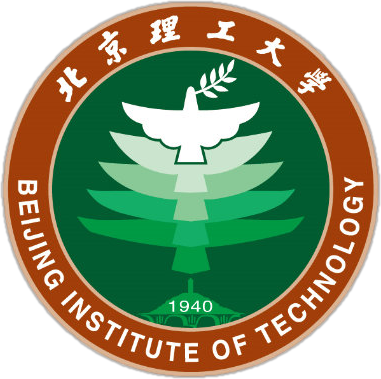 北京理工大學
1940
BEIJING INSTITUTE OF TECHNOLOGY